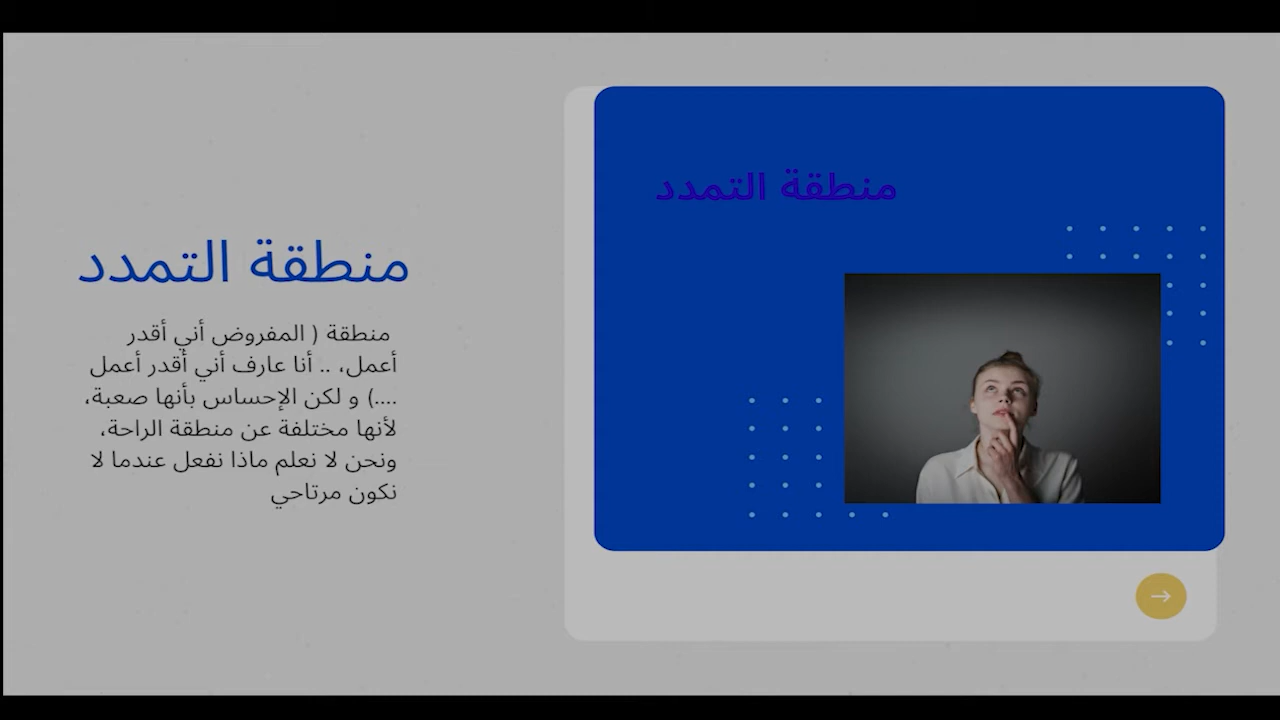 منطقة التمدد
منطقة التمدد
منطقة ( المفروض أني أقدر
أعمل، .. أنا عارف أني أقدر أعمل
....) و لكن الإحساس بأنها صعبة،
لأنها مختلفة عن منطقة الراحة،
ونحن لا نعلم ماذا نفعل عندما لا
نكون مرتاحي